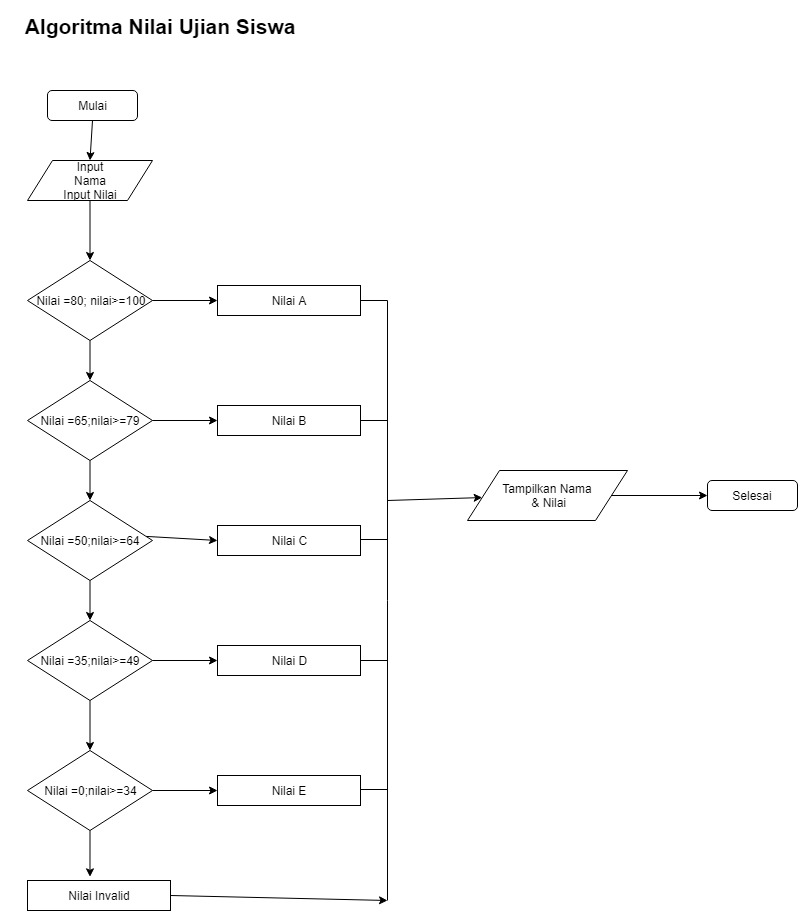 Algoritma Nilai Ujian Siswa
Mulai
Input
Nama
Input Nilai
Nilai =80; nilai>=100
Nilai A
Nilai =65;nilai>=79
Nilai B
Tampilkan Nama
& Nilai
Selesai
Nilai =50;nilai>=64
Nilai C
Nilai =35;nilai>=49
Nilai D
Nilai =0;nilai>=34
Nilai E
Nilai Invalid